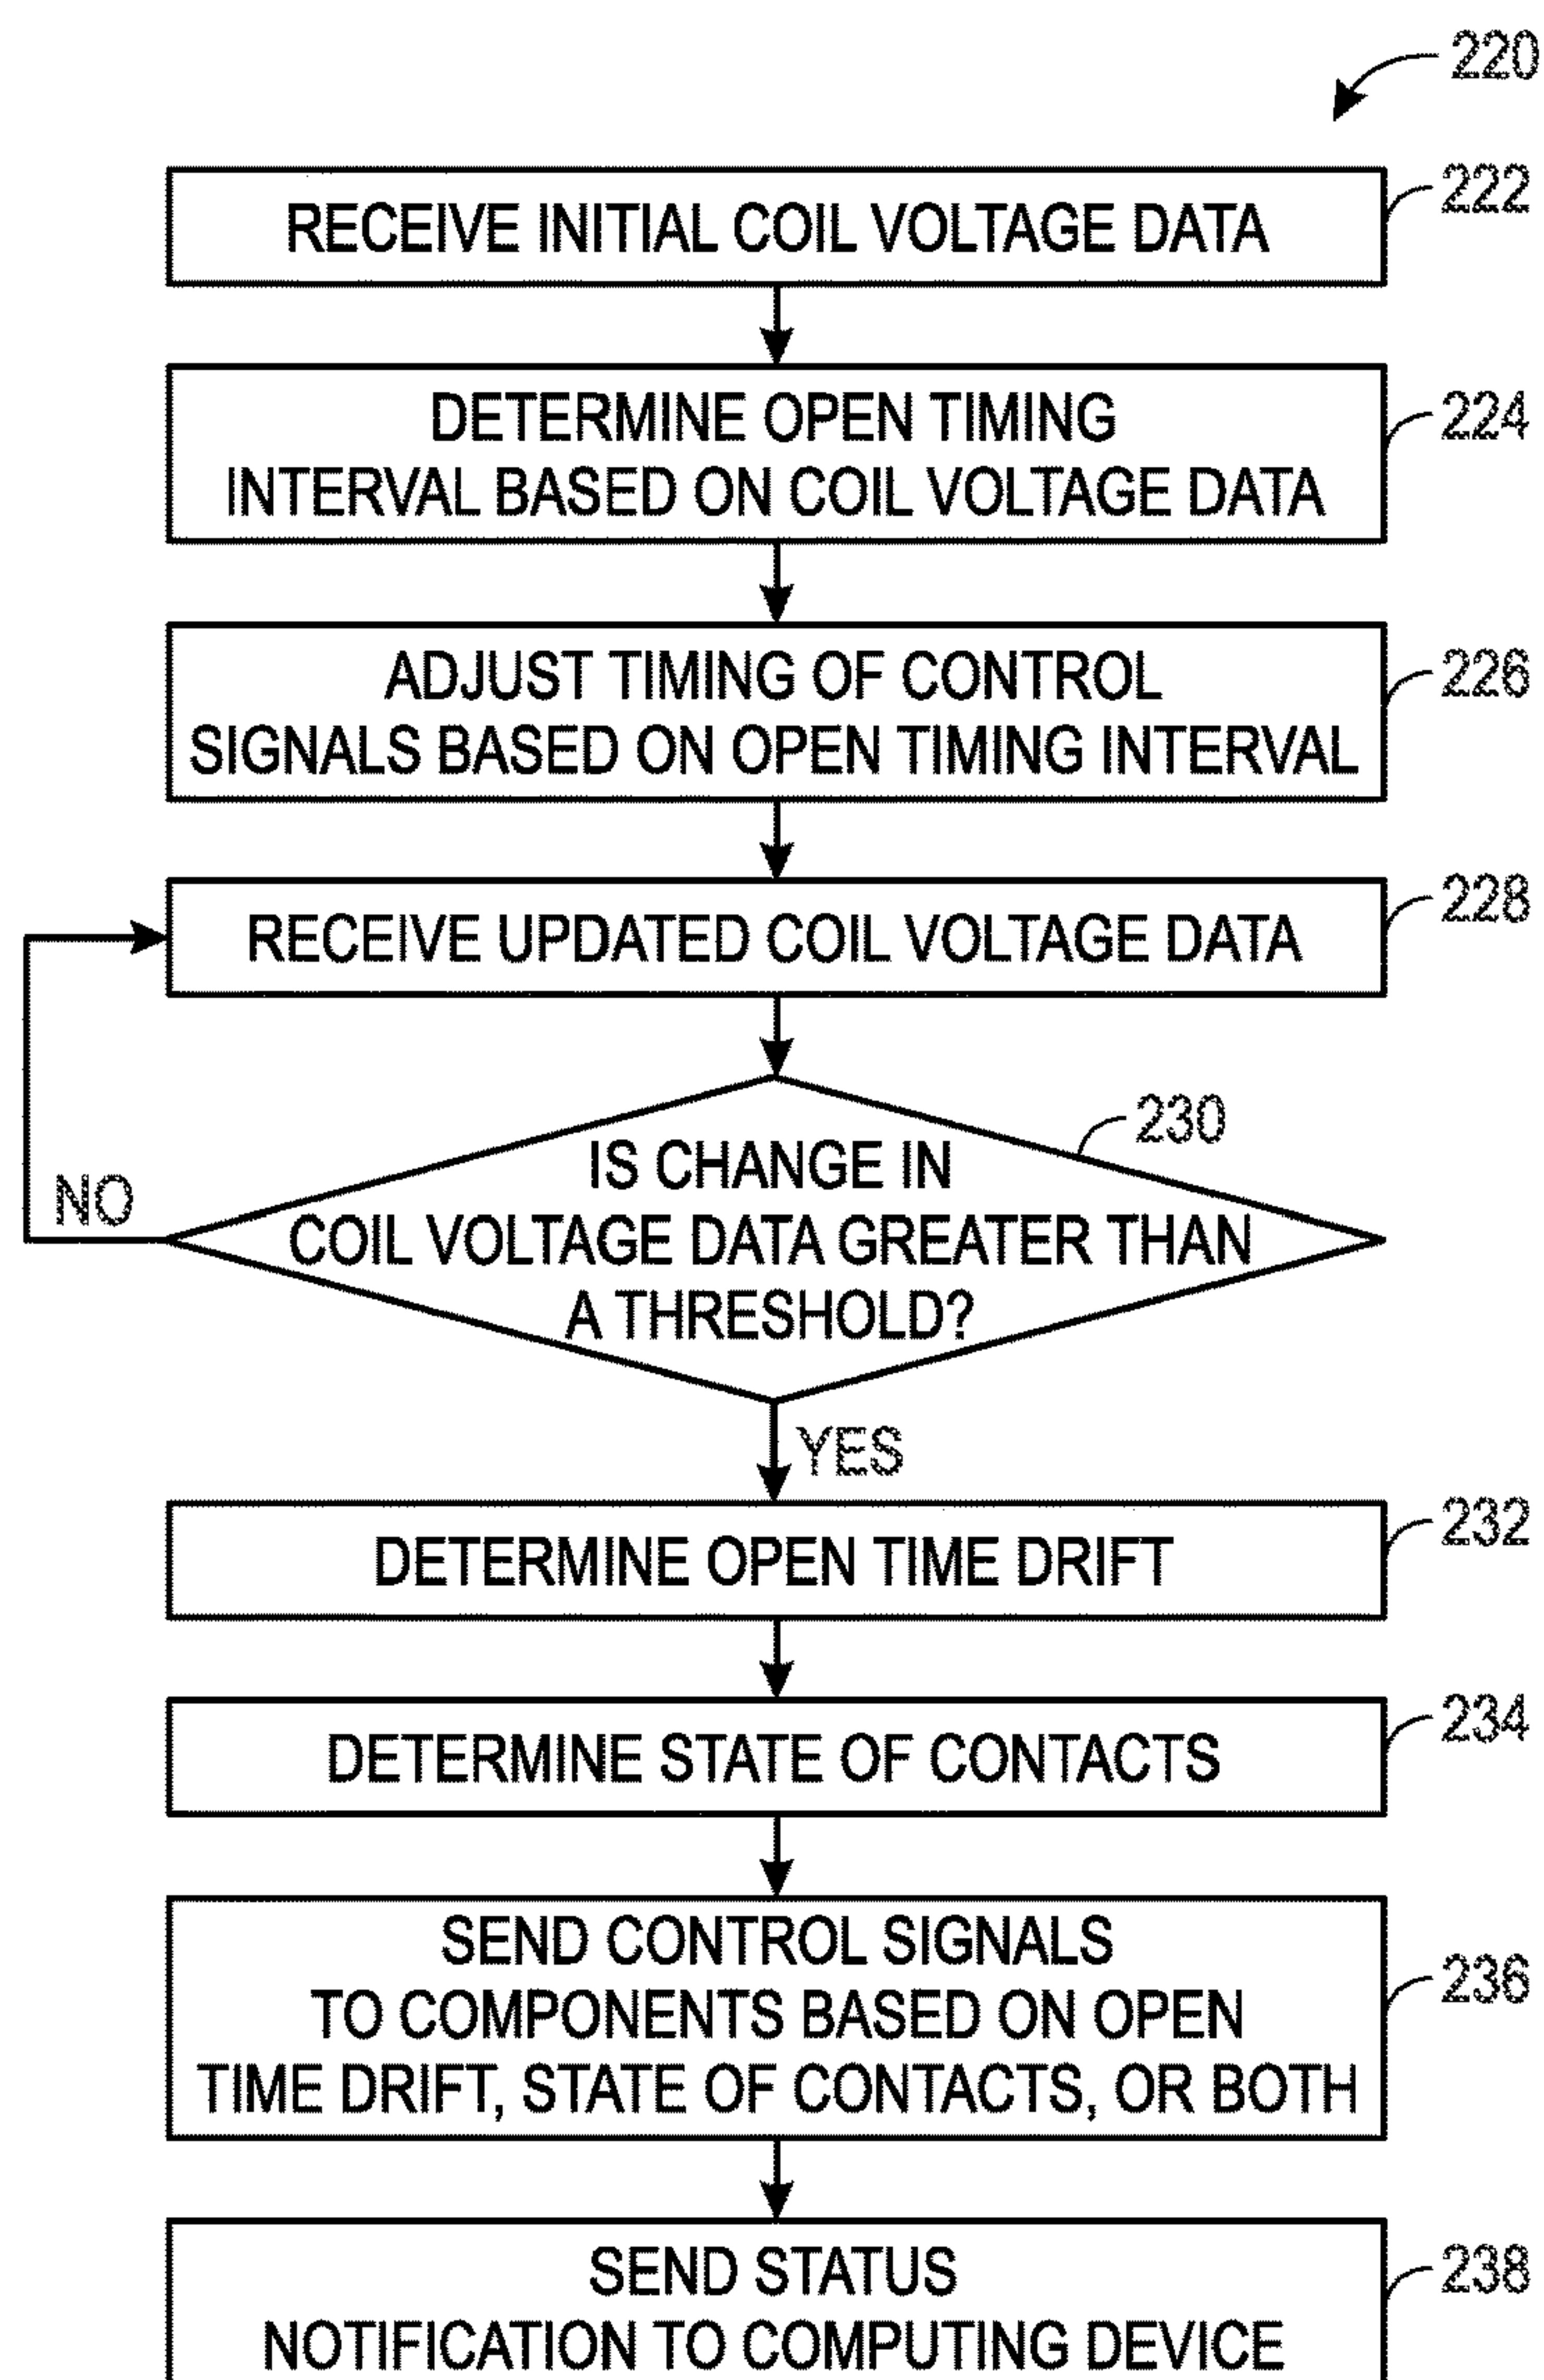 220
RECEIVE INITIAL COIL VOLTAGE DATA
222
DETERMINE OPEN TIMING
INTERVAL BASED ON COIL VOLTAGE DATA
224
ADJUST TIMING OF CONTROL
SIGNALS BASED ON OPEN TIMING INTERVAL
226
RECEIVE UPDATED COIL VOLTAGE DATA
228
230
IS CHANGE IN
COIL VOLTAGE DATA GREATER THAN
A THRESHOLD?
NO
YES
DETERMINE OPEN TIME DRIFT
232
DETERMINE STATE OF CONTACTS
234
SEND CONTROL SIGNALS
TO COMPONENTS BASED ON OPEN
TIME DRIFT, STATE OF CONTACTS, OR BOTH
236
SEND STATUS
NOTIFICATION TO COMPUTING DEVICE
238